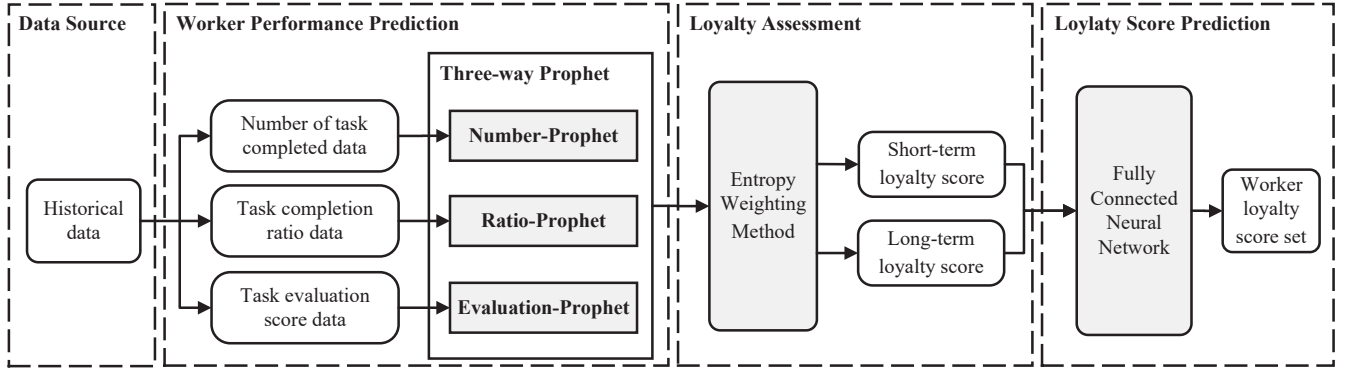 Data Source
Historical
data
Worker Performance Prediction
Number of task
completed data
Task completion
ratio data
Task evaluation
score data
Three-way Prophet
Number-Prophet
Ratio-Prophet
Evaluation-Prophet
Loyalty Assessment
Entropy
Weighting
Method
Short-term
loyalty score
Long-term
loyalty score
Loylaty Score Prediction
Fully
Connected
Neural
Network
Worker
loyalty
score set